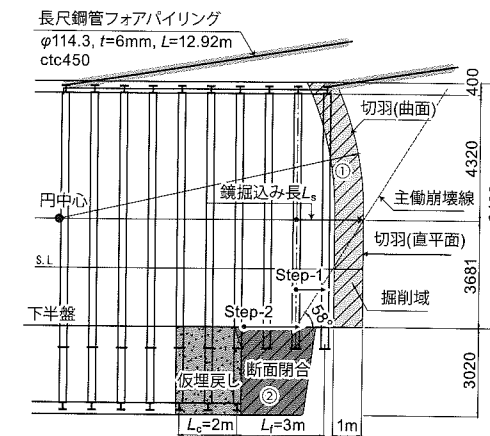 長尺鋼管フォアパイリング
φ114.3, t=6mm, L=12.92m
ctc450
400
切羽(曲面)
①
4320
鏡掘込み長Ls
主働崩壊線
円中心
切羽(直平面)
S.L
3681
Step-1
掘削域
Step-2
58°
下半盤
仮埋戻し
断面閉合
②
3020
Lc=2m
Lf=3m
1m